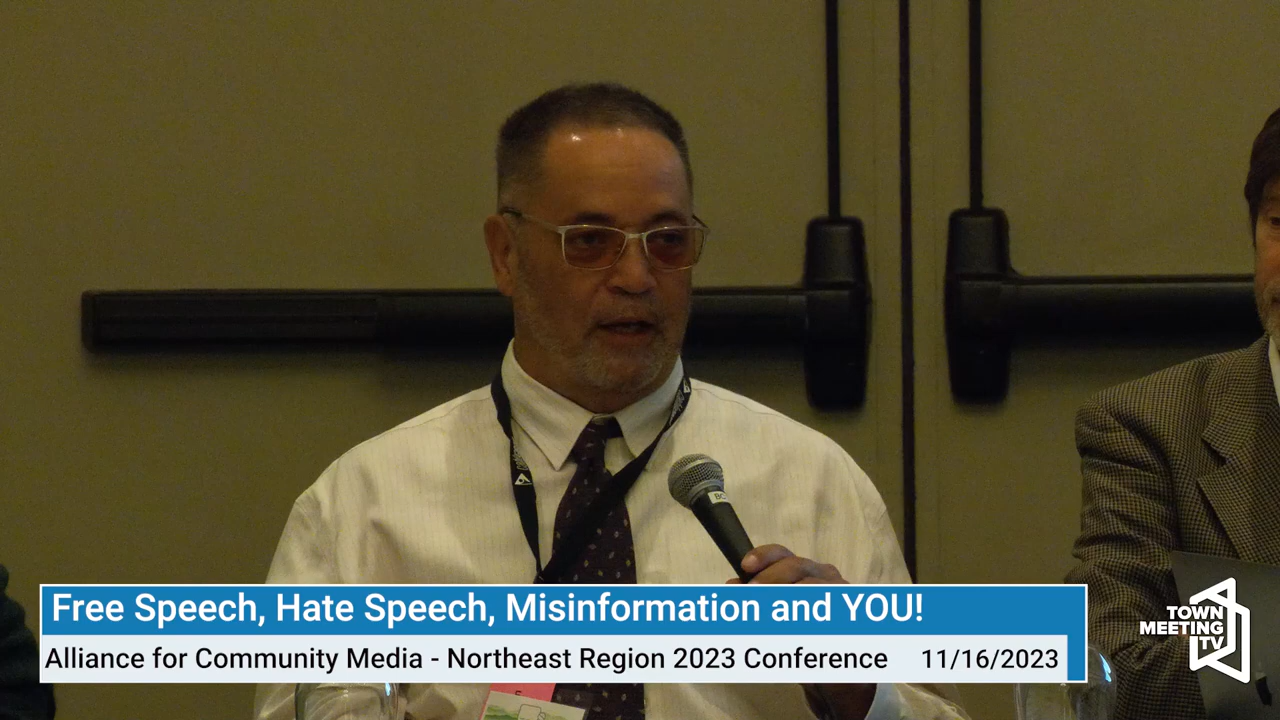 BC
Free Speech, Hate Speech, Misinformation and YOU!
Alliance for Community Media - Northeast Region 2023 Conference 11/16/2023
TOWN
MEETING
TV